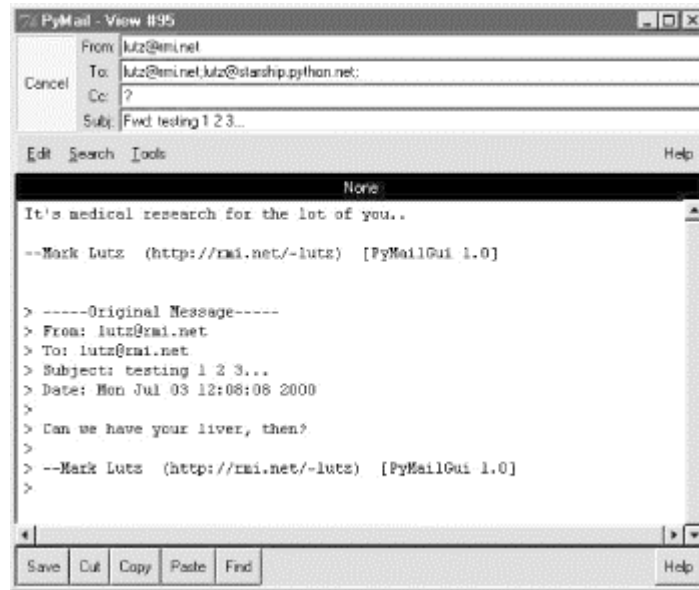 PyMail - View #95
From: lutz@rmi.net
To: lutz@rmi.net;lutz@starship.python.net;
Cc: ?
Subj: Fwd: testing 1 2 3...
Cancel
Edit Search Tools Help
None
It's medical research for the lot of you..
--Mark Lutz (http://rmi.net/~lutz) [PyMailGui 1.0]
> -----Original Message-----
> From: lutz@rmi.net
> To: lutz@rmi.net
> Subject: testing 1 2 3...
> Date: Mon Jul 03 12:08:08 2000
>
> Can we have your liver, then?
>
> --Mark Lutz (http://rmi.net/~lutz) [PyMailGui 1.0]
>
Save Cut Copy Paste Find Help